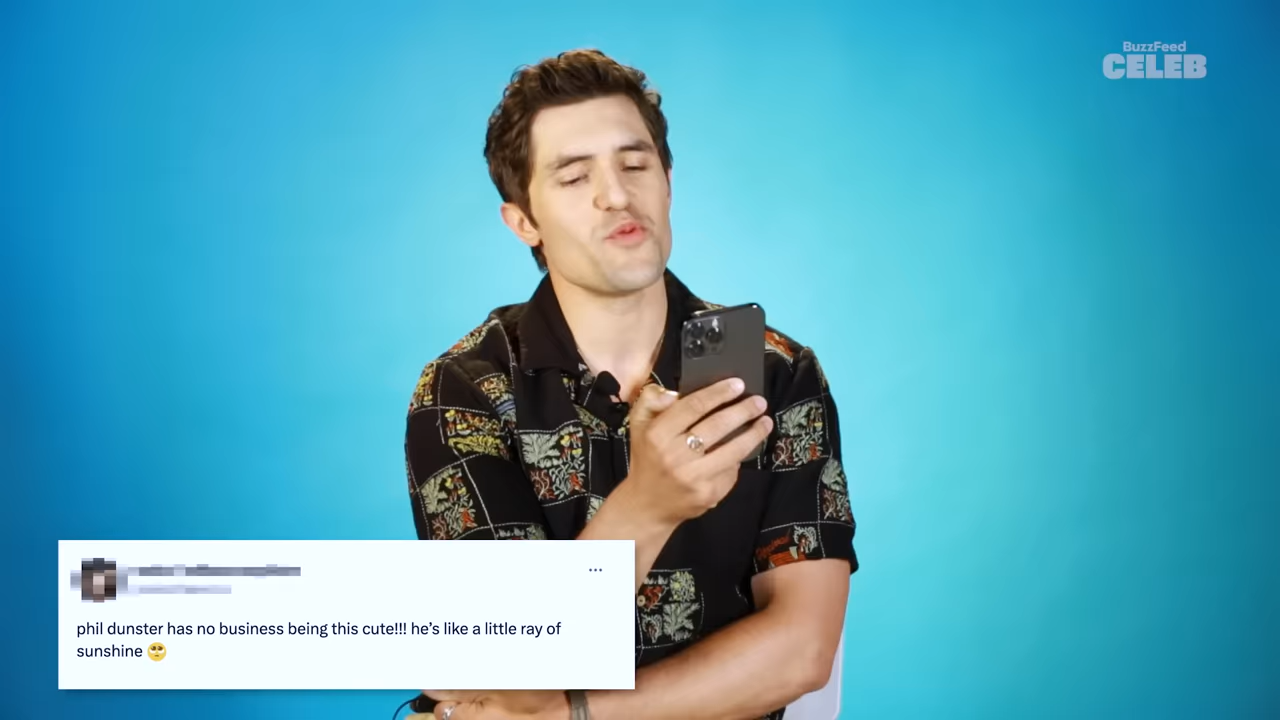 BuzzFeed
CELEB
phil dunster has no business being this cute!!! he's like a little ray of
sunshine 🥺